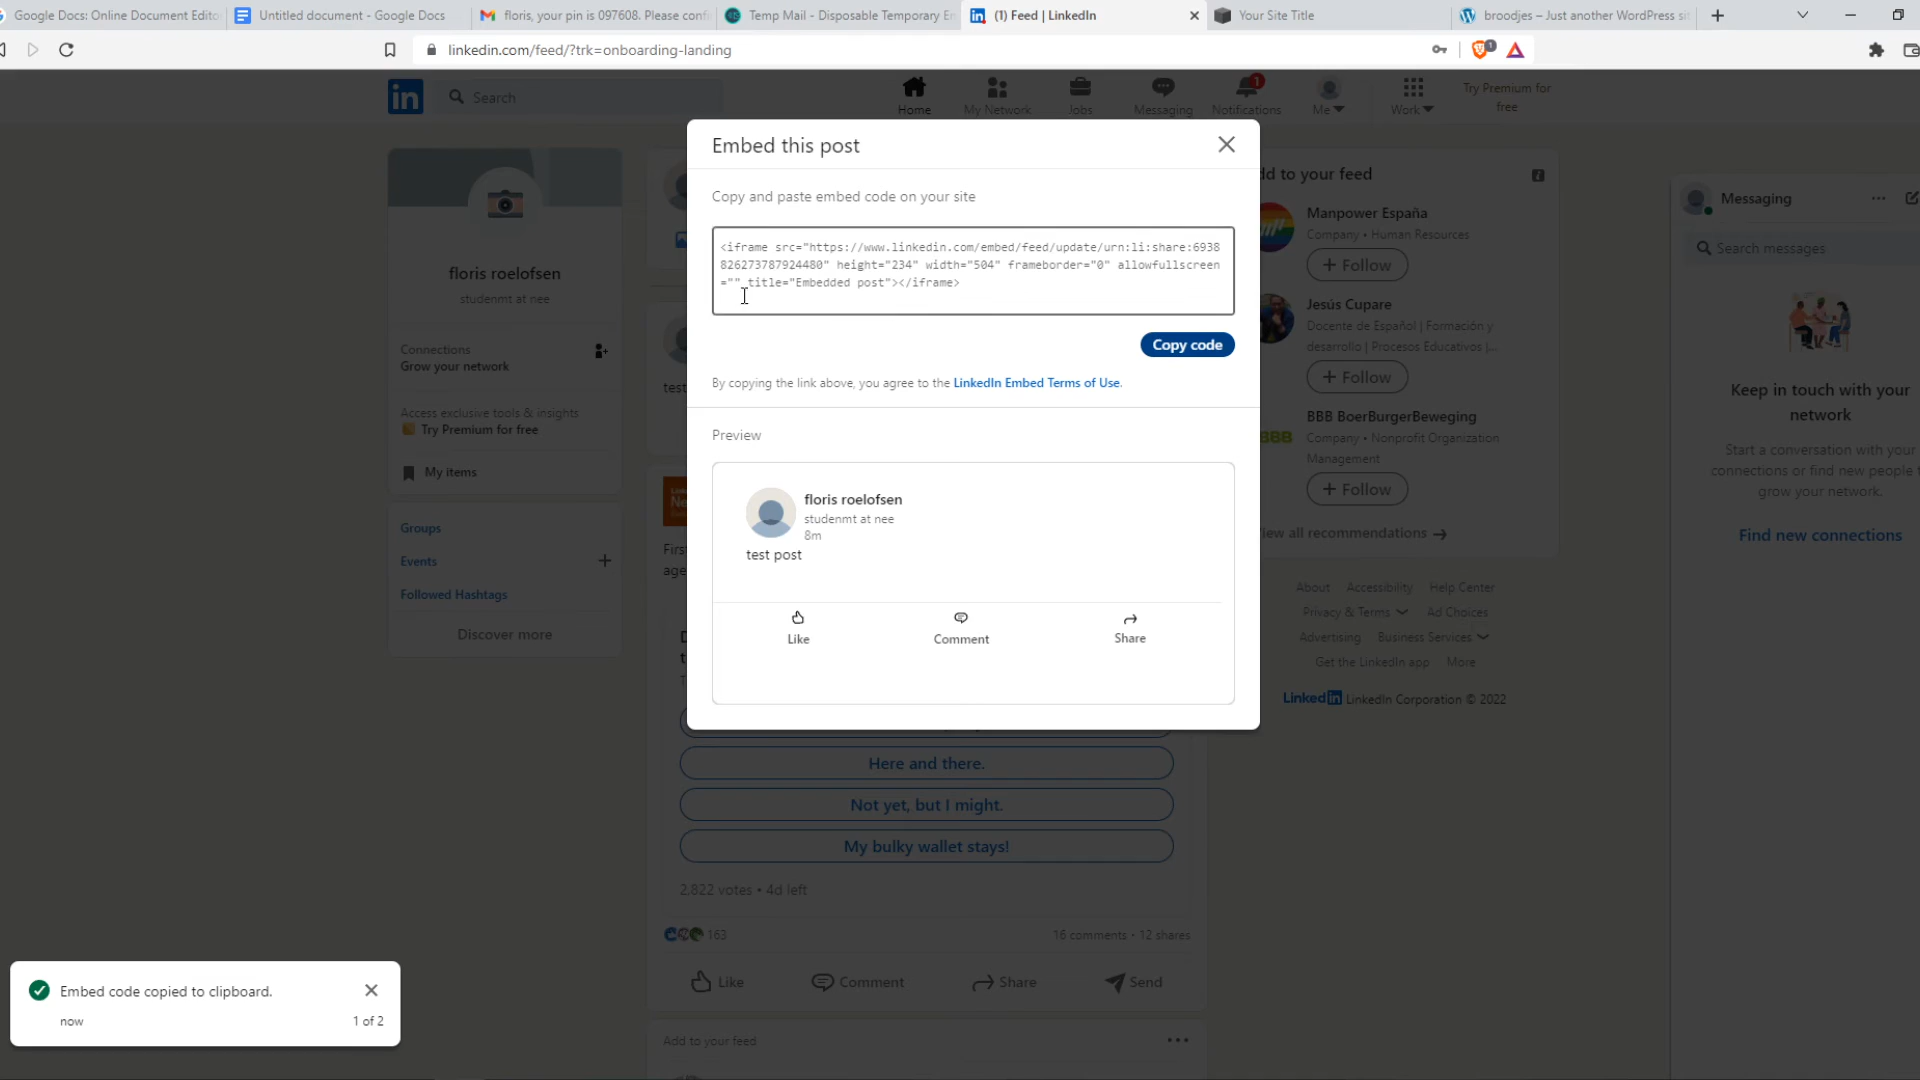 Google Docs: Online Document Edito
Untitled document - Google Docs
floris, your pin is 097608. Please confi
Temp Mail - Disposable Temporary E
(1) Feed | LinkedIn
Your Site Title
broodjes – Just another WordPress si
linkedin.com/feed/?trk=onboarding-landing
1
in
Search
Home
My Network
Jobs
Messaging
1
Notifications
Me
Work
Try Premium for
free
Embed this post
Copy and paste embed code on your site
<iframe src="https://www.linkedin.com/embed/feed/update/urn:li:share:6938
826273787924480" height="234" width="504" frameborder="0" allowfullscreen
="" title="Embedded post"></iframe>
Copy code
By copying the link above, you agree to the LinkedIn Embed Terms of Use.
Preview
floris roelofsen
studenmt at nee
8m
test post
Like
Comment
Share
floris roelofsen
studenmt at nee
Connections
Grow your network
Access exclusive tools & insights
Try Premium for free
My items
Groups
Events
Followed Hashtags
Discover more
test
Firs
age
Here and there.
Not yet, but I might.
My bulky wallet stays!
2,822 votes • 4d left
163
16 comments • 12 shares
Like
Comment
Share
Send
Add to your feed
dd to your feed
Manpower España
Company • Human Resources
+ Follow
Jesús Cupare
Docente de Español | Formación y
desarrollo | Procesos Educativos |...
+ Follow
BBB
BBB BoerBurgerBeweging
Company • Nonprofit Organization
Management
+ Follow
iew all recommendations
About
Accessibility
Help Center
Privacy & Terms
Ad Choices
Advertising
Business Services
Get the LinkedIn app
More
Linkedin LinkedIn Corporation © 2022
Messaging
Search messages
Keep in touch with your
network
Start a conversation with your
connections or find new people t
grow your network.
Find new connections
Embed code copied to clipboard.
now
1 of 2